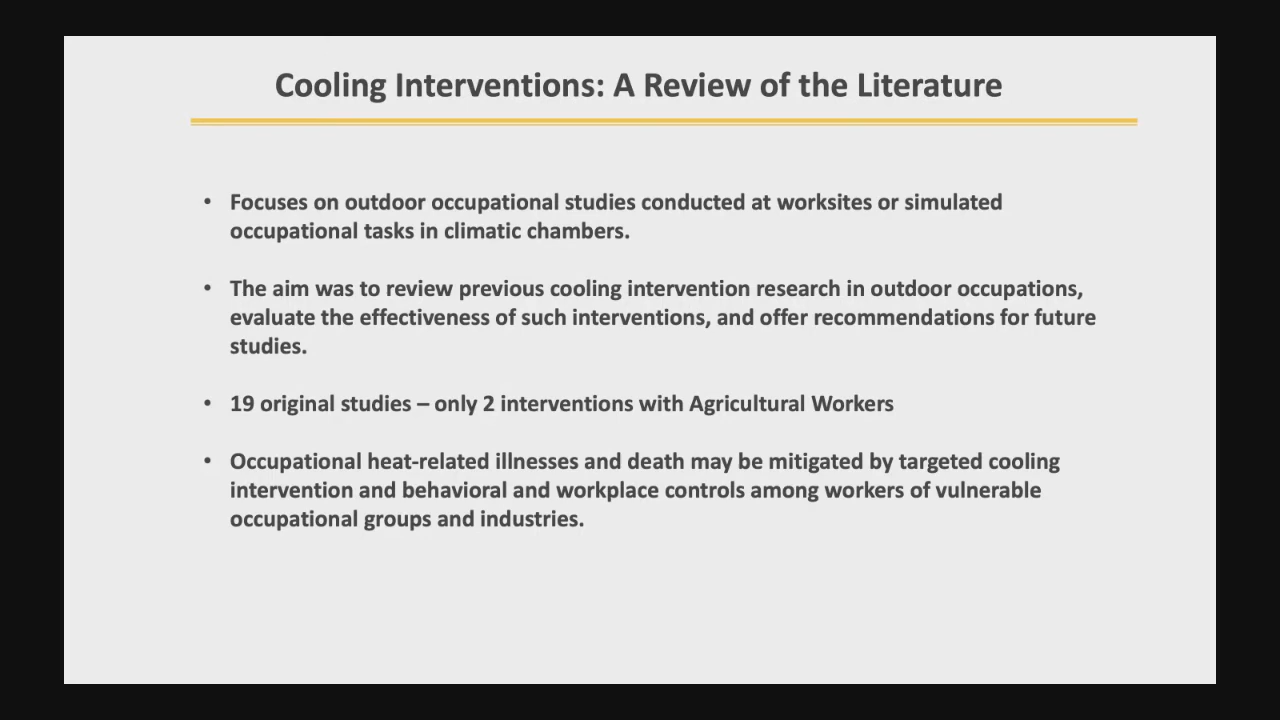 Cooling Interventions: A Review of the Literature
• Focuses on outdoor occupational studies conducted at worksites or simulated
occupational tasks in climatic chambers.
• The aim was to review previous cooling intervention research in outdoor occupations,
evaluate the effectiveness of such interventions, and offer recommendations for future
studies.
• 19 original studies – only 2 interventions with Agricultural Workers
• Occupational heat-related illnesses and death may be mitigated by targeted cooling
intervention and behavioral and workplace controls among workers of vulnerable
occupational groups and industries.